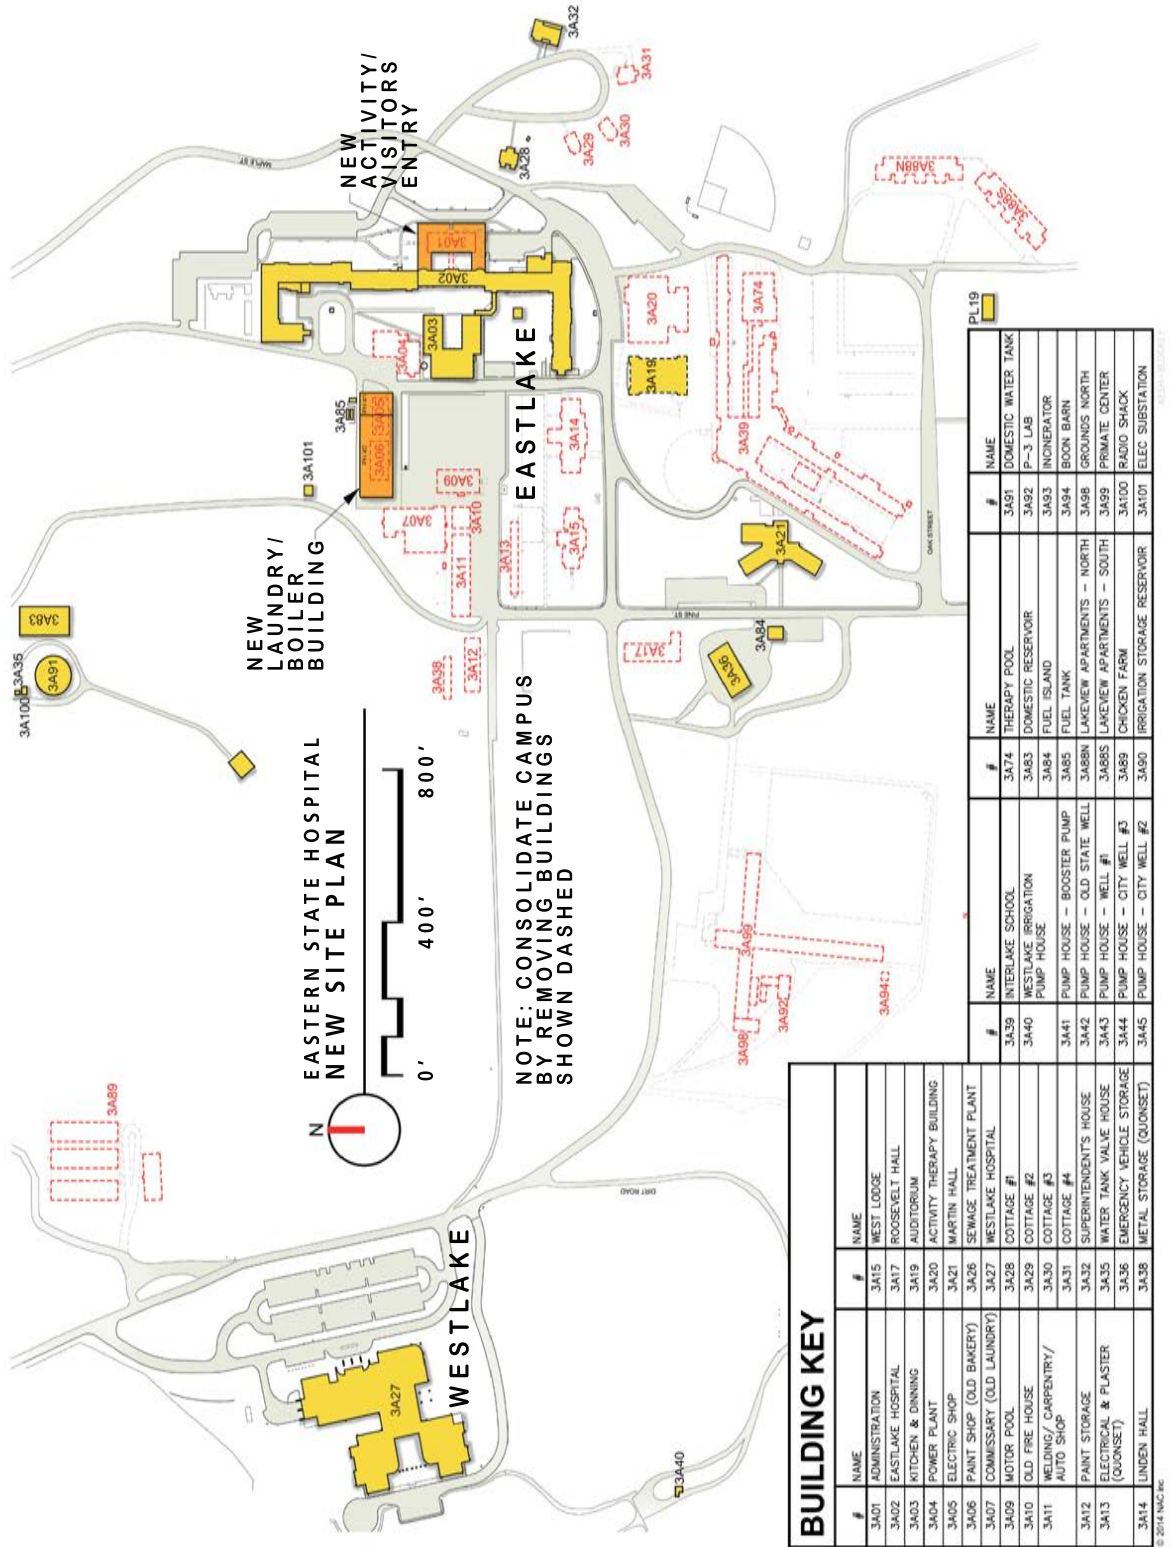 EASTERN STATE HOSPITAL
NEW SITE PLAN
N
0'
400'
800'
NOTE: CONSOLIDATE CAMPUS
BY REMOVING BUILDINGS
SHOWN DASHED
NEW
LAUNDRY/
BOILER
BUILDING
NEW
ACTIVITY/
VISITORS
ENTRY
WESTLAKE
EASTLAKE
MAPLE ST.
PINE ST.
OAK STREET
DIRT ROAD
3A89
3A27
3A40
3A100
3A35
3A91
3A83
3A101
3A85
3A06
3A05
3A04
3A03
3A02
3A01
3A32
3A31
3A30
3A29
3A28
3A07
3A09
3A10
3A11
3A13
3A14
3A15
3A12
3A38
3A17
3A36
3A84
3A21
3A19
3A20
3A74
3A39
3A88N
3A88S
PL19
3A99
3A98
3A92
3A94
BUILDING KEY
# NAME
3A01 ADMINISTRATION
3A02 EASTLAKE HOSPITAL
3A03 KITCHEN & DINNING
3A04 POWER PLANT
3A05 ELECTRIC SHOP
3A06 PAINT SHOP (OLD BAKERY)
3A07 COMMISSARY (OLD LAUNDRY)
3A09 MOTOR POOL
3A10 OLD FIRE HOUSE
3A11 WELDING/ CARPENTRY/
AUTO SHOP
3A12 PAINT STORAGE
3A13 ELECTRICAL & PLASTER
(QUONSET)
3A14 LINDEN HALL
# NAME
3A15 WEST LODGE
3A17 ROOSEVELT HALL
3A19 AUDITORIUM
3A20 ACTIVITY THERAPY BUILDING
3A21 MARTIN HALL
3A26 SEWAGE TREATMENT PLANT
3A27 WESTLAKE HOSPITAL
3A28 COTTAGE #1
3A29 COTTAGE #2
3A30 COTTAGE #3
3A31 COTTAGE #4
3A32 SUPERINTENDENT'S HOUSE
3A35 WATER TANK VALVE HOUSE
3A36 EMERGENCY VEHICLE STORAGE
3A38 METAL STORAGE (QUONSET)
# NAME
3A39 INTERLAKE SCHOOL
3A40 WESTLAKE IRRIGATION
PUMP HOUSE
3A41 PUMP HOUSE – BOOSTER PUMP
3A42 PUMP HOUSE – OLD STATE WELL
3A43 PUMP HOUSE – WELL #1
3A44 PUMP HOUSE – CITY WELL #3
3A45 PUMP HOUSE – CITY WELL #2
# NAME
3A74 THERAPY POOL
3A83 DOMESTIC RESERVOIR
3A84 FUEL ISLAND
3A85 FUEL TANK
3A88N LAKEVIEW APARTMENTS – NORTH
3A88S LAKEVIEW APARTMENTS – SOUTH
3A89 CHICKEN FARM
3A90 IRRIGATION STORAGE RESERVOIR
# NAME
3A91 DOMESTIC WATER TANK
3A92 P-3 LAB
3A93 INCINERATOR
3A94 BOON BARN
3A98 GROUNDS NORTH
3A99 PRIMATE CENTER
3A100 RADIO SHACK
3A101 ELEC SUBSTATION
© 2014 NAC Inc